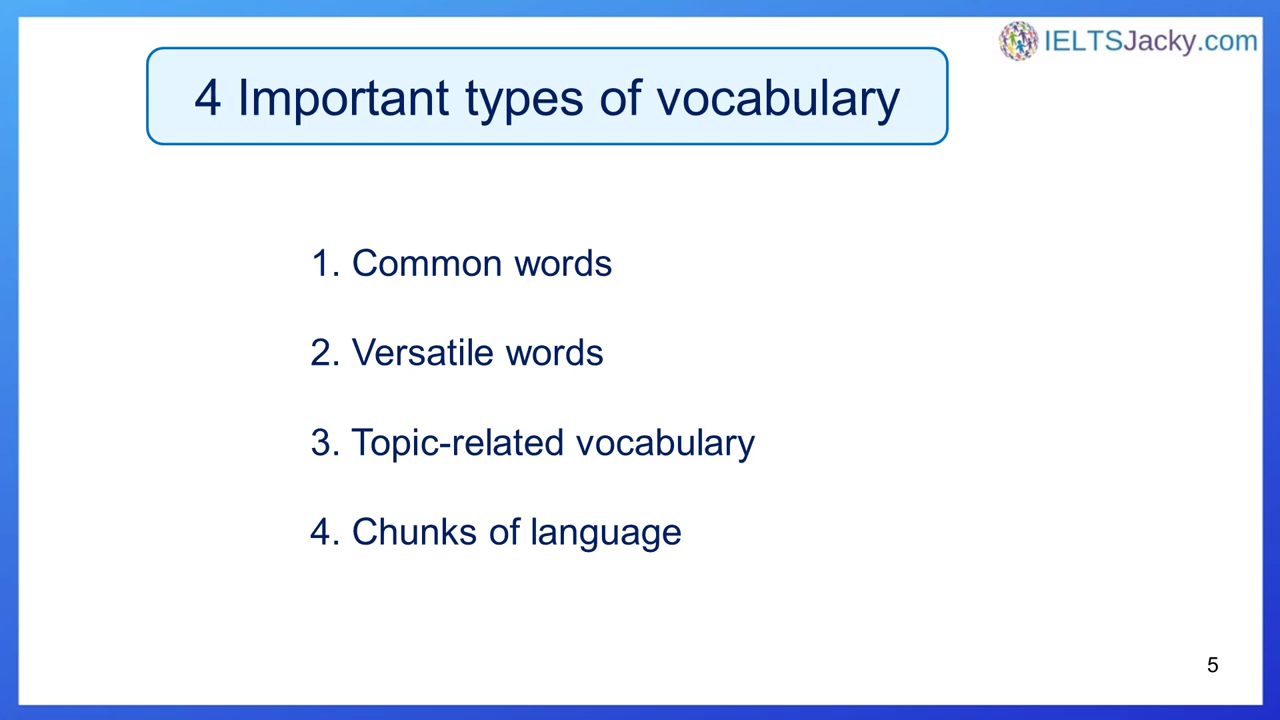 IELTSJacky.com
4 Important types of vocabulary
1. Common words
2. Versatile words
3. Topic-related vocabulary
4. Chunks of language
5